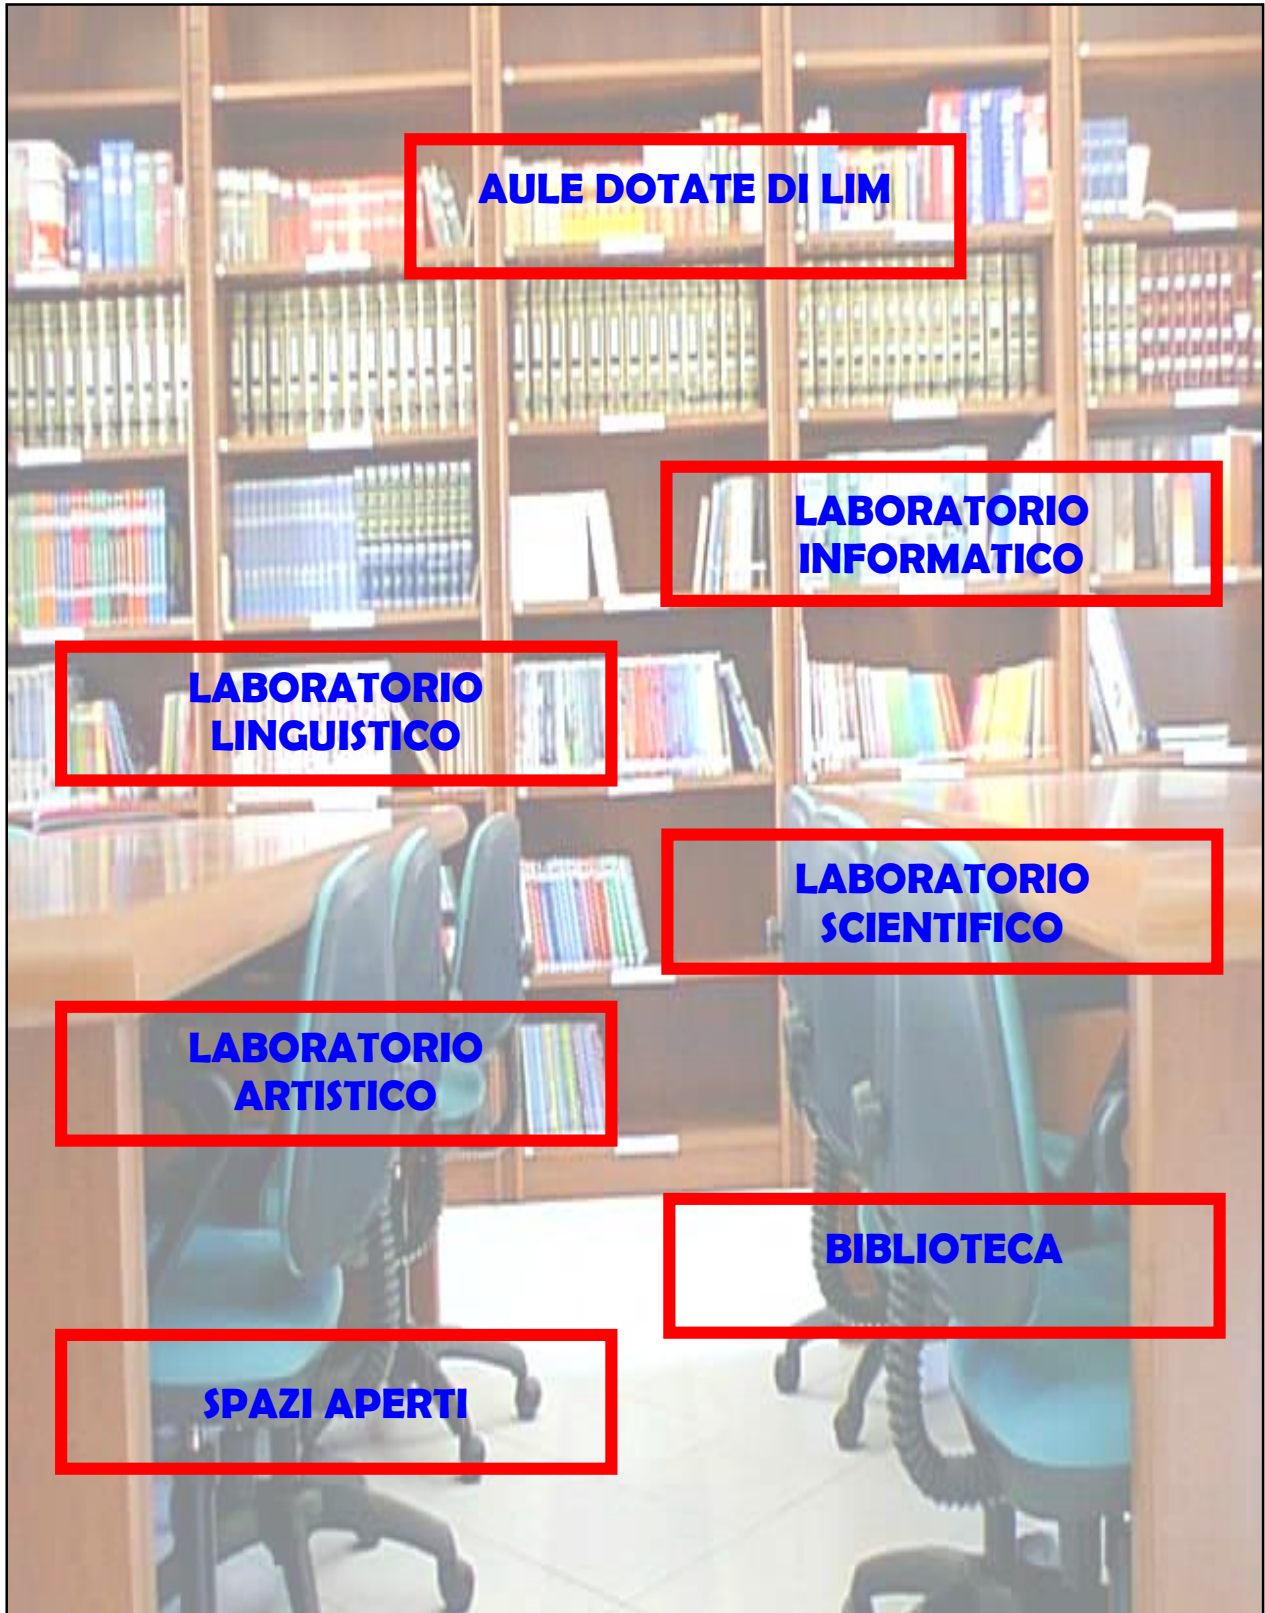 AULE DOTATE DI LIM
LABORATORIO
INFORMATICO
LABORATORIO
LINGUISTICO
LABORATORIO
SCIENTIFICO
LABORATORIO
ARTISTICO
BIBLIOTECA
SPAZI APERTI